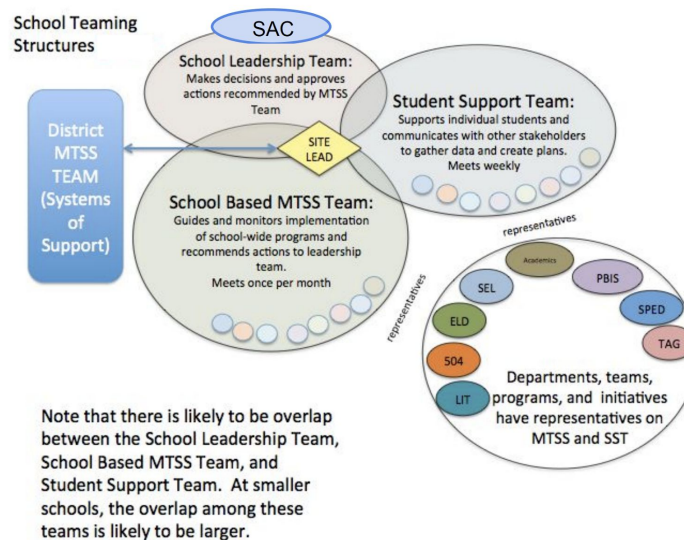 School Teaming
Structures
SAC
School Leadership Team:
Makes decisions and approves
actions recommended by MTSS
Team
District
MTSS
TEAM
(Systems
of
Support)
SITE
LEAD
Student Support Team:
Supports individual students and
communicates with other stakeholders
to gather data and create plans.
Meets weekly
School Based MTSS Team:
Guides and monitors implementation
of school-wide programs and
recommends actions to leadership
team.
Meets once per month
representatives
representatives
Academics
SEL
PBIS
ELD
SPED
504
TAG
LIT
Departments, teams,
programs, and initiatives
have representatives on
MTSS and SST
Note that there is likely to be overlap
between the School Leadership Team,
School Based MTSS Team, and
Student Support Team. At smaller
schools, the overlap among these
teams is likely to be larger.